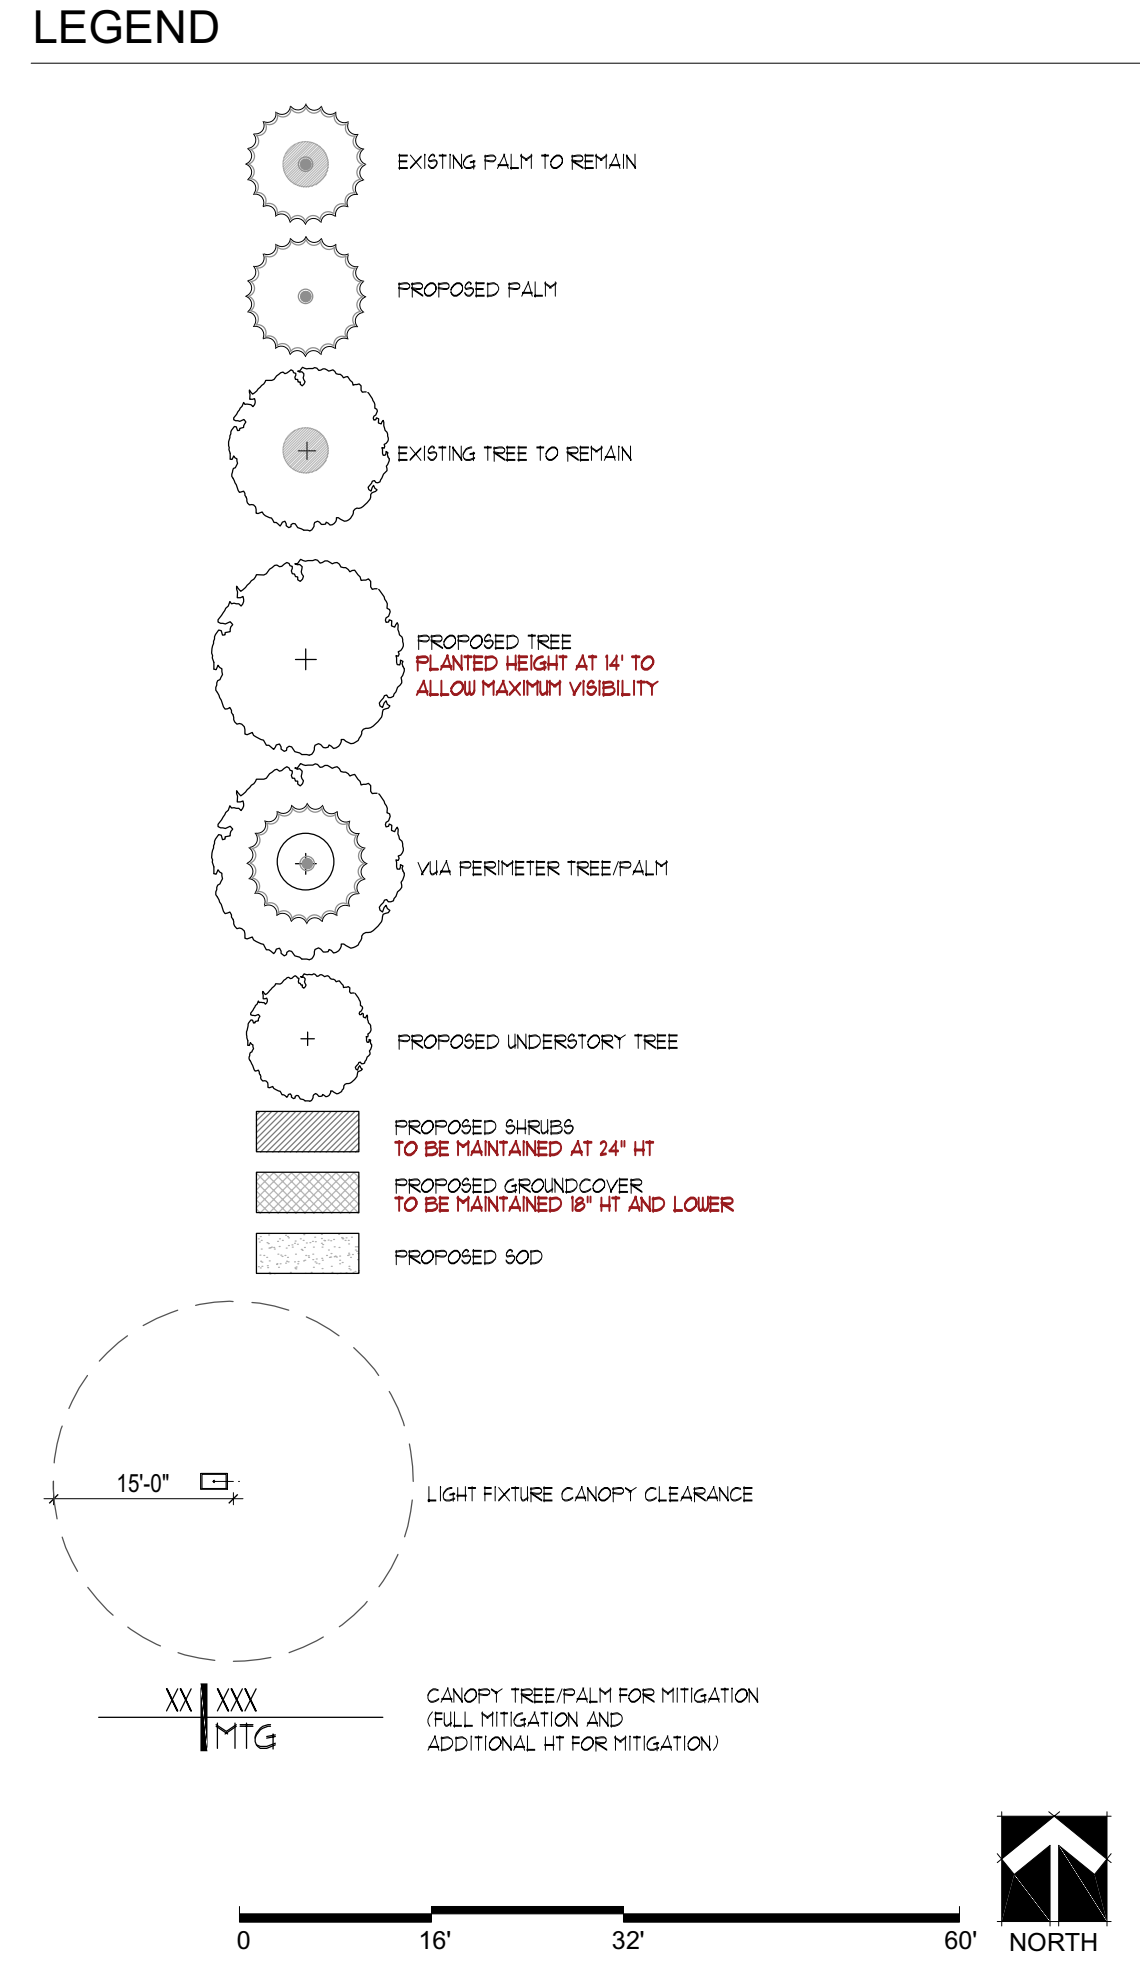 LEGEND
EXISTING PALM TO REMAIN
PROPOSED PALM
EXISTING TREE TO REMAIN
PROPOSED TREE
PLANTED HEIGHT AT 14' TO
ALLOW MAXIMUM VISIBILITY
VUA PERIMETER TREE/PALM
PROPOSED UNDERSTORY TREE
PROPOSED SHRUBS
TO BE MAINTAINED AT 24" HT
PROPOSED GROUNDCOVER
TO BE MAINTAINED 18" HT AND LOWER
PROPOSED SOD
15'-0"
LIGHT FIXTURE CANOPY CLEARANCE
XX XXX
MTG
CANOPY TREE/PALM FOR MITIGATION
(FULL MITIGATION AND
ADDITIONAL HT FOR MITIGATION)
0 16' 32' 60'
NORTH